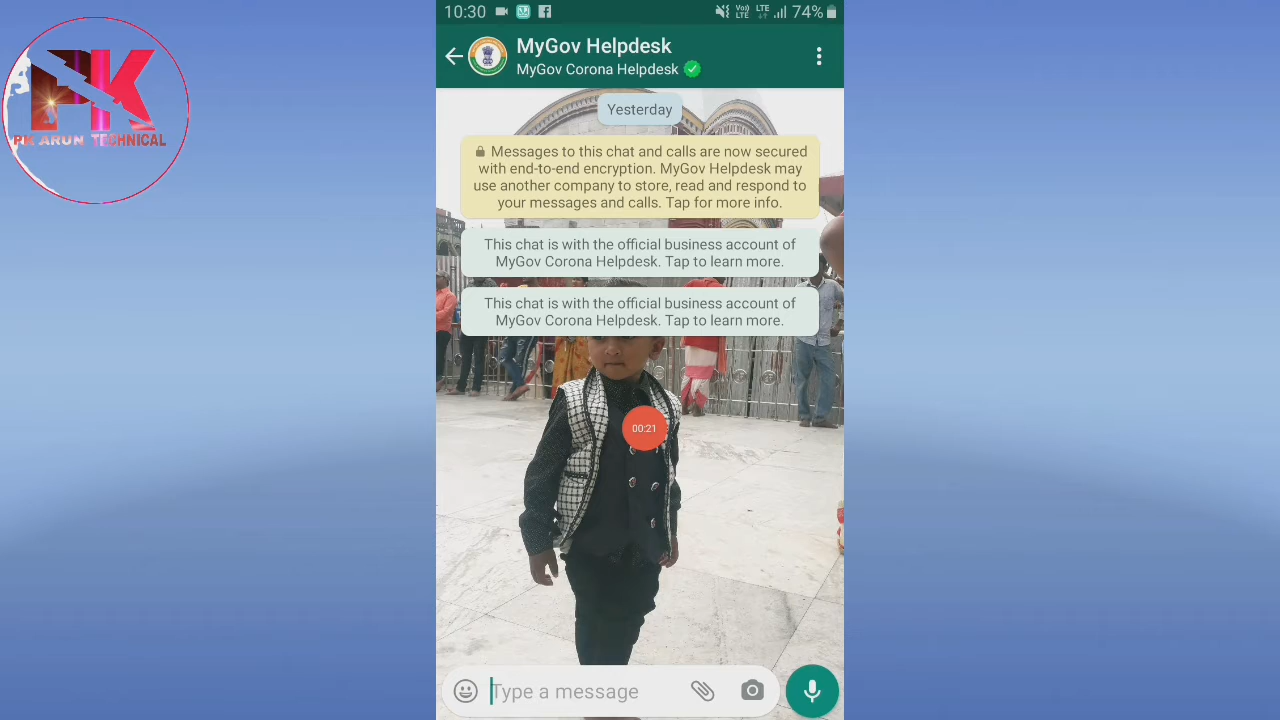 PK
PK ARUN TECHNICAL
10:30
Vo)) LTE LTE 74%
MyGov Helpdesk
MyGov Corona Helpdesk
Yesterday
Messages to this chat and calls are now secured
with end-to-end encryption. MyGov Helpdesk may
use another company to store, read and respond to
your messages and calls. Tap for more info.
This chat is with the official business account of
MyGov Corona Helpdesk. Tap to learn more.
This chat is with the official business account of
MyGov Corona Helpdesk. Tap to learn more.
00:21
Type a message